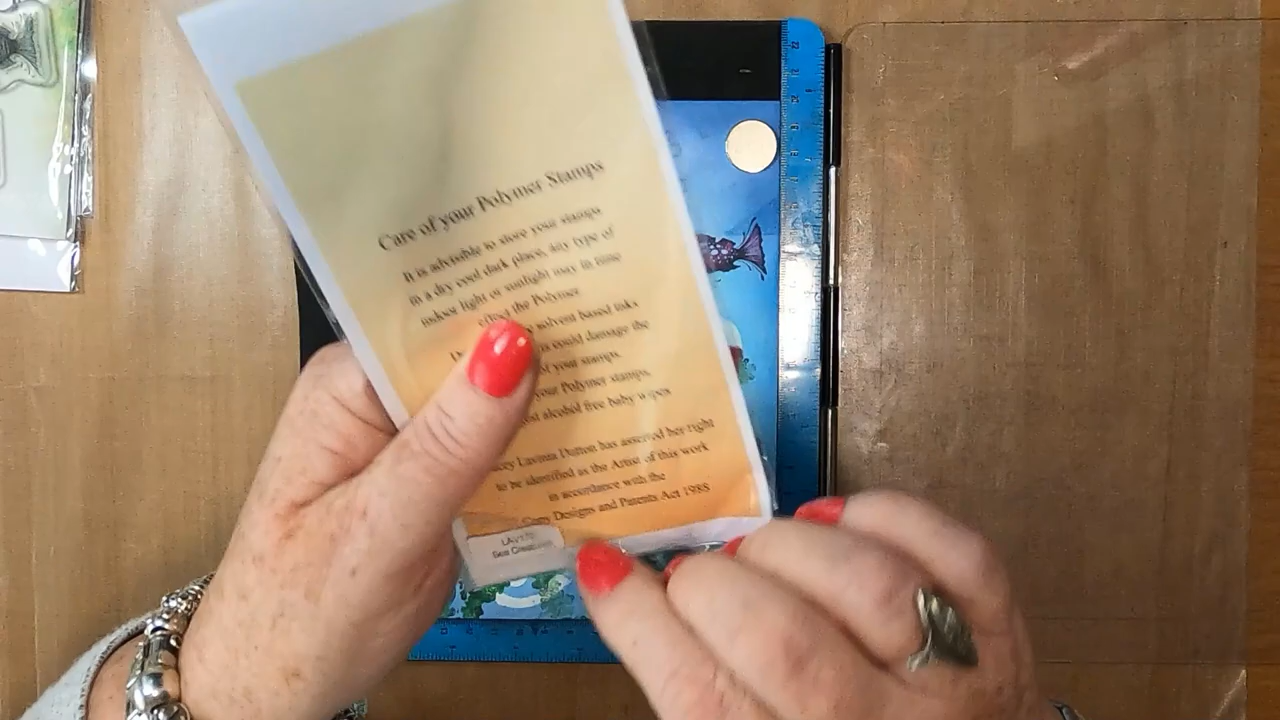 Care of your Polymer Stamps
It is advisible to store your stamps
in a dry cool dark place, Any type of
indoor light or sunlight may in time
the Polymer
solvent based inks
could damage the
of your stamps.
your Polymer stamps,
alcohol free baby wipes
Lavinia Dutton has asserted her right
to be identified as the Artist of this work
in accordance with the
Designs and Patents Act 1988
Sea Creatures